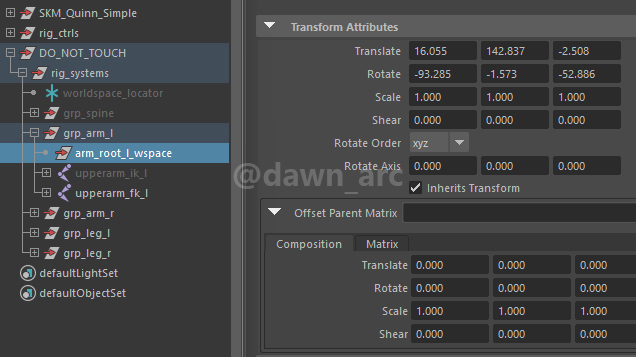 SKM_Quinn_Simple
rig_ctrls
DO_NOT_TOUCH
rig_systems
worldspace_locator
grp_spine
grp_arm_l
arm_root_l_wspace
upperarm_ik_l
upperarm_fk_l
grp_arm_r
grp_leg_l
grp_leg_r
defaultLightSet
defaultObjectSet
Transform Attributes
Translate 16.055 142.837 -2.508
Rotate -93.285 -1.573 -52.886
Scale 1.000 1.000 1.000
Shear 0.000 0.000 0.000
Rotate Order xyz
Rotate Axis 0.000 0.000 0.000
Inherits Transform
Offset Parent Matrix
Composition Matrix
Translate 0.000 0.000 0.000
Rotate 0.000 0.000 0.000
Scale 1.000 1.000 1.000
Shear 0.000 0.000 0.000
@dawn_arc